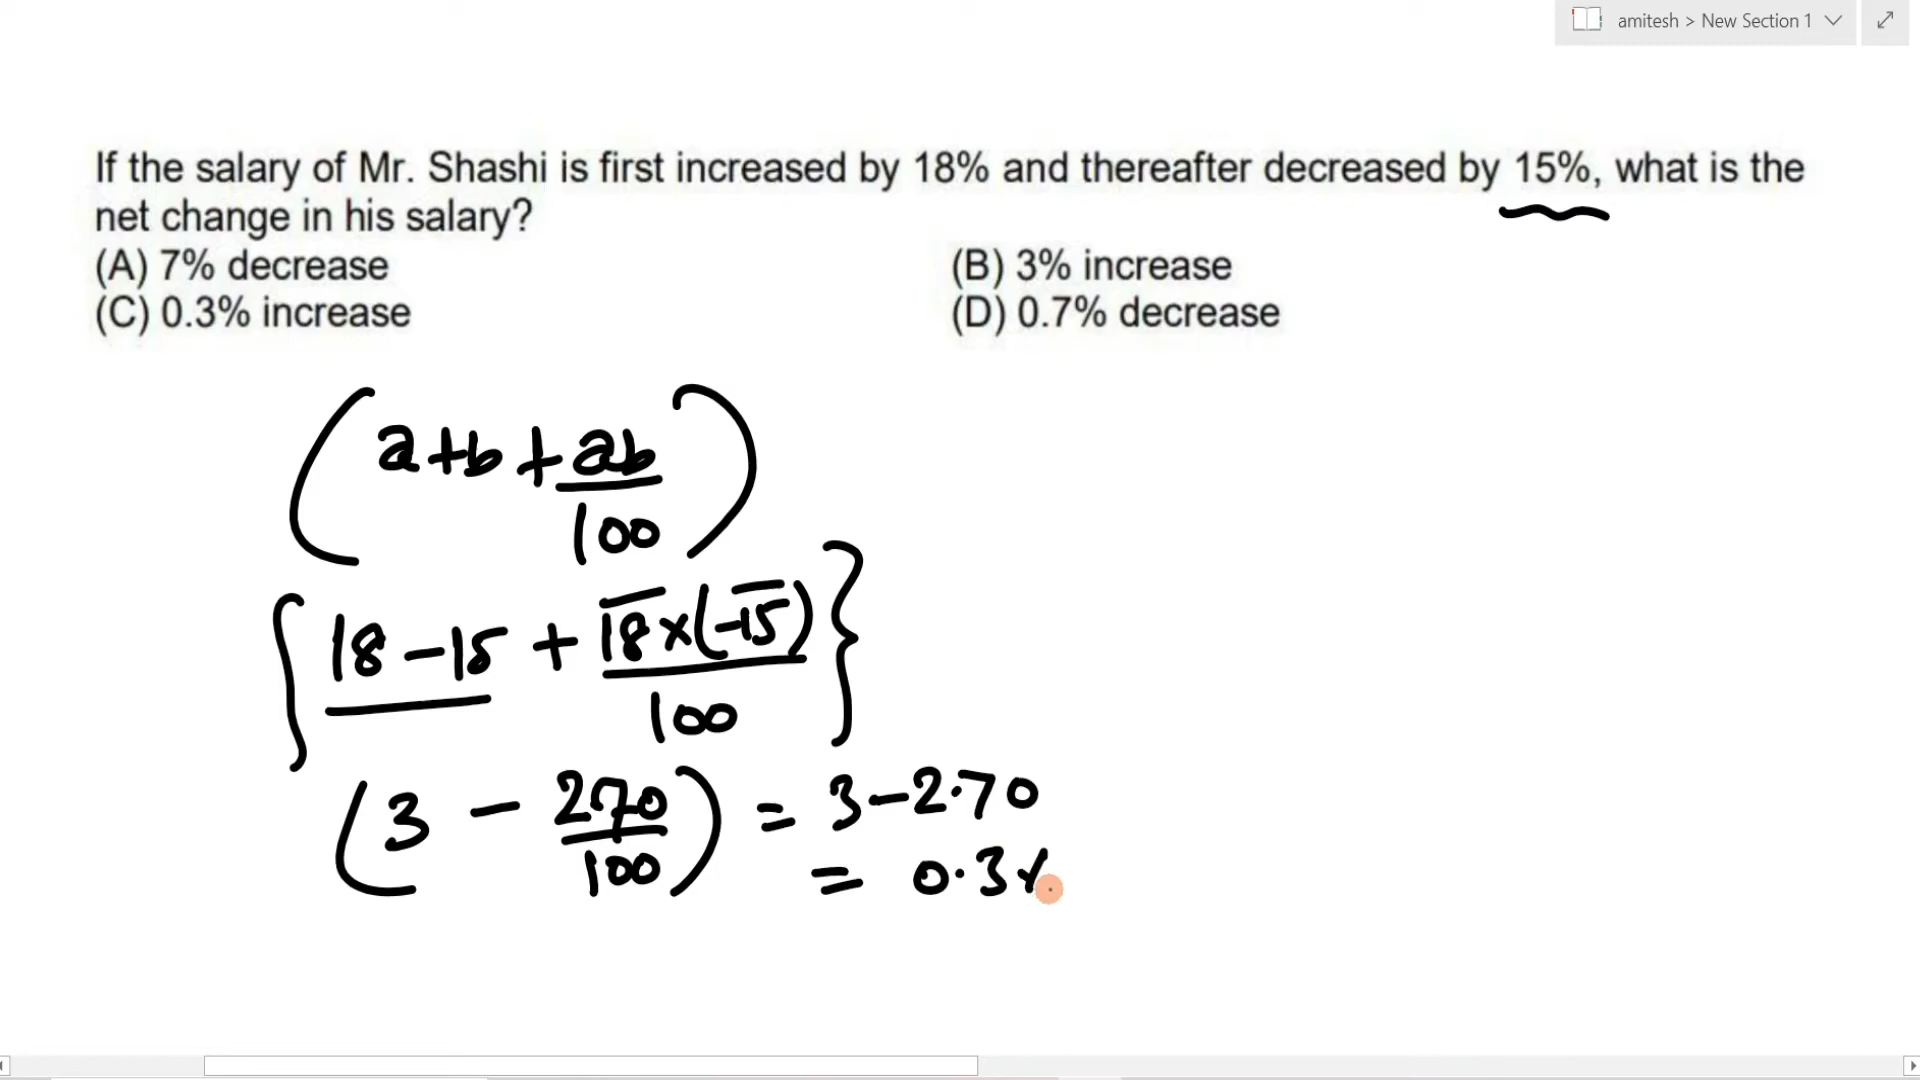 amitesh > New Section 1
If the salary of Mr. Shashi is first increased by 18% and thereafter decreased by 15%, what is the
net change in his salary?
(A) 7% decrease (B) 3% increase
(C) 0.3% increase (D) 0.7% decrease
(a+b+ab/100)
{18-15+18×(-15)/100}
(3-270/100) = 3-2.70
= 0.3%